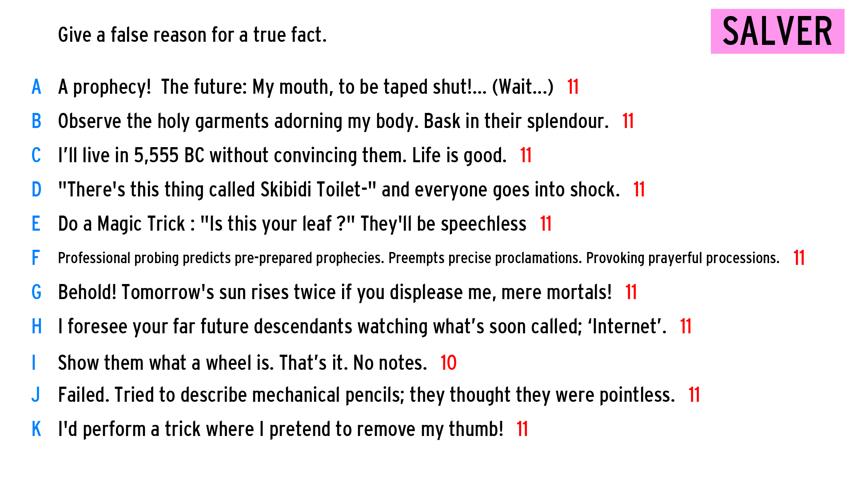 Give a false reason for a true fact.
SALVER
A A prophecy! The future: My mouth, to be taped shut!... (Wait...) 11
B Observe the holy garments adorning my body. Bask in their splendour. 11
C I'll live in 5,555 BC without convincing them. Life is good. 11
D "There's this thing called Skibidi Toilet-" and everyone goes into shock. 11
E Do a Magic Trick : "Is this your leaf ?" They'll be speechless 11
F Professional probing predicts pre-prepared prophecies. Preempts precise proclamations. Provoking prayerful processions. 11
G Behold! Tomorrow's sun rises twice if you displease me, mere mortals! 11
H I foresee your far future descendants watching what's soon called; 'Internet'. 11
I Show them what a wheel is. That's it. No notes. 10
J Failed. Tried to describe mechanical pencils; they thought they were pointless. 11
K I'd perform a trick where I pretend to remove my thumb! 11